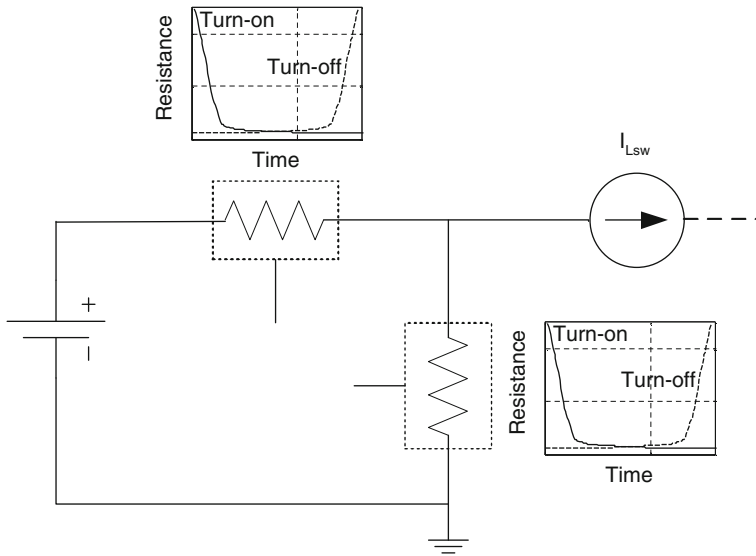 Turn-on
Turn-off
Resistance
Time
I_Lsw
+
−
Turn-on
Turn-off
Resistance
Time